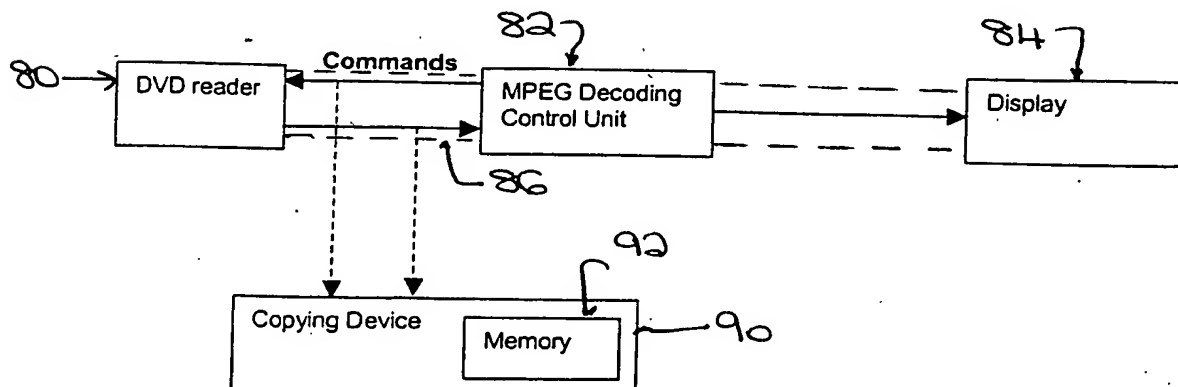 82
84
80
Commands
DVD reader
MPEG Decoding
Control Unit
Display
86
92
Copying Device
Memory
90